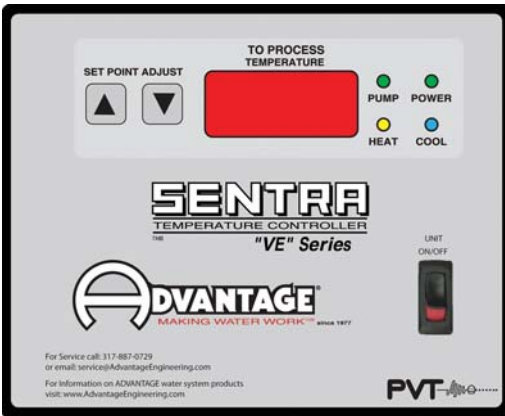 TO PROCESS
TEMPERATURE
SET POINT ADJUST
PUMP POWER
HEAT COOL
SENTRA
TEMPERATURE CONTROLLER
THE "VE" Series
UNIT
ON/OFF
ADVANTAGE®
MAKING WATER WORK™ since 1977
For Service call: 317-887-0729
or email: service@AdvantageEngineering.com
For Information on ADVANTAGE water system products
visit: www.AdvantageEngineering.com
PVT